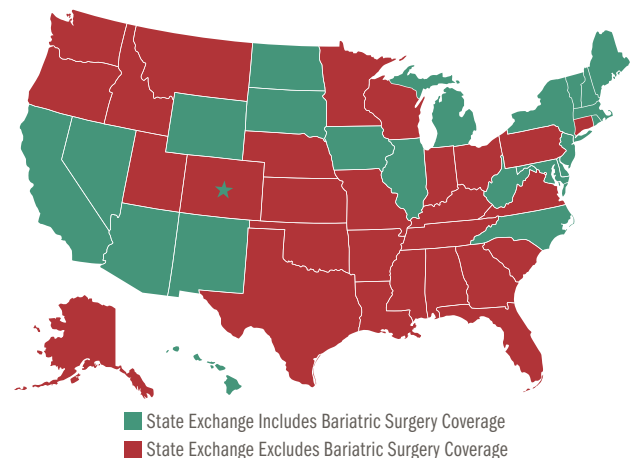 State Exchange Includes Bariatric Surgery Coverage
State Exchange Excludes Bariatric Surgery Coverage